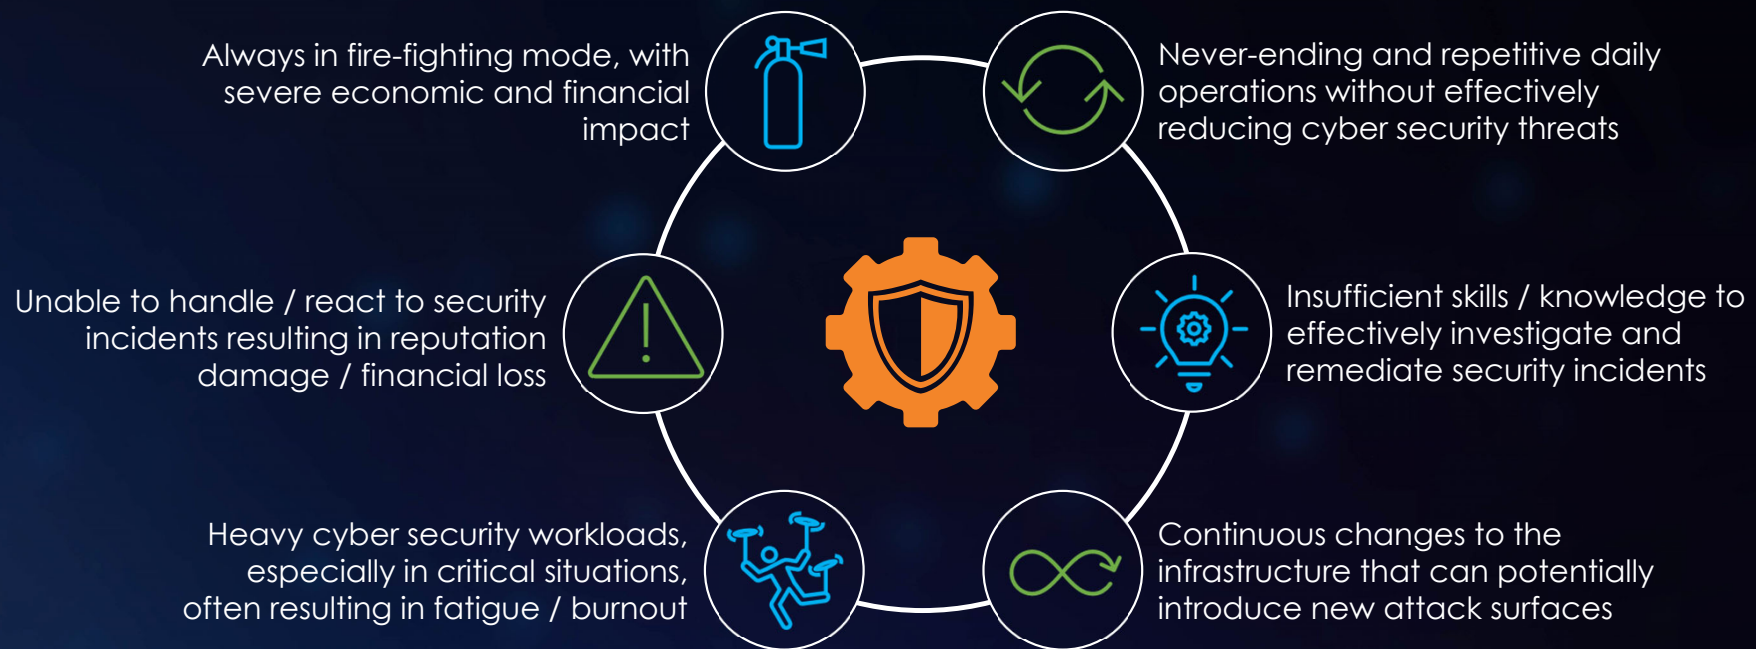 Always in fire-fighting mode, with
severe economic and financial
impact
Never-ending and repetitive daily
operations without effectively
reducing cyber security threats
Unable to handle / react to security
incidents resulting in reputation
damage / financial loss
Insufficient skills / knowledge to
effectively investigate and
remediate security incidents
Heavy cyber security workloads,
especially in critical situations,
often resulting in fatigue / burnout
Continuous changes to the
infrastructure that can potentially
introduce new attack surfaces